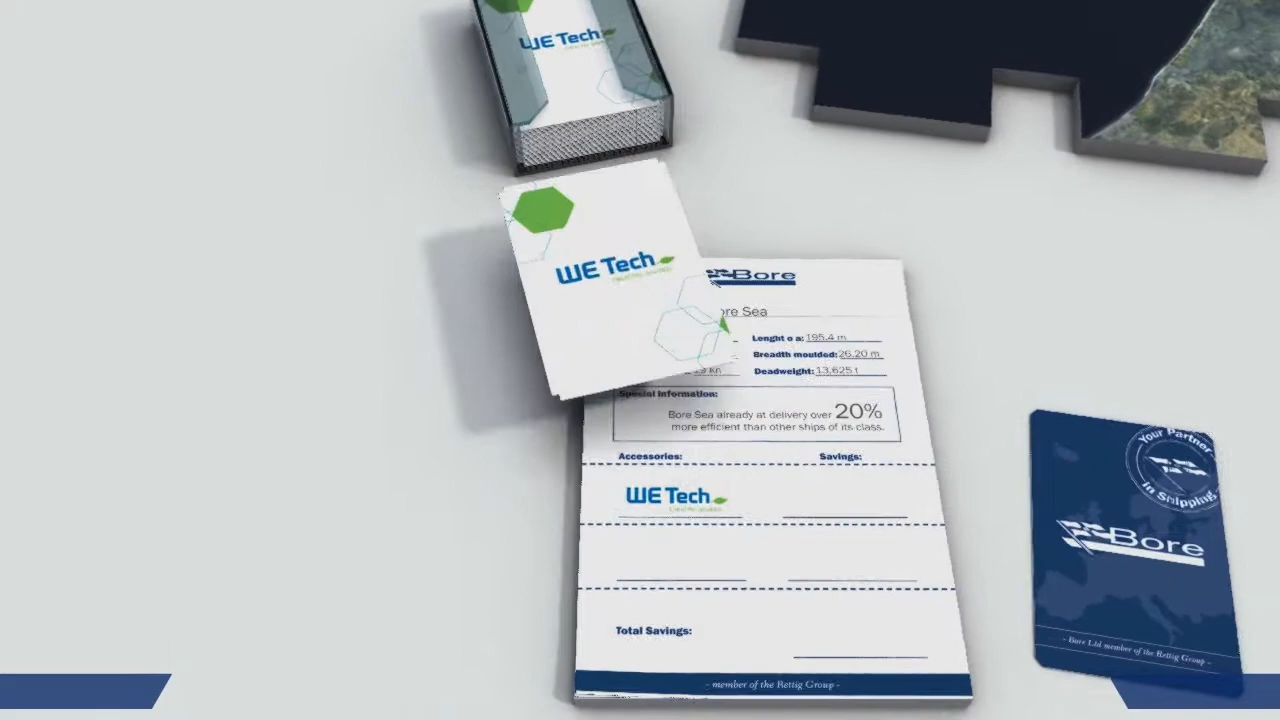 WE Tech
WE Tech
Bore
ore Sea
Lenght o a: 195.4 m
Breadth moulded: 26.20 m
19 Kn
Deadweight: 13,625 t
Special Information:
Bore Sea already at delivery over 20%
more efficient than other ships of its class.
Accessories:
Savings:
WE Tech
Total Savings:
- member of the Rettig Group -
Your Partner
In Shipping
Bore
- Bore Ltd member of the Rettig Group -